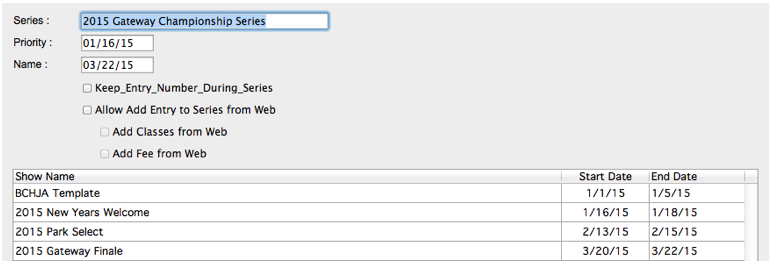 Series : 2015 Gateway Championship Series
Priority : 01/16/15
Name : 03/22/15
Keep_Entry_Number_During_Series
Allow Add Entry to Series from Web
Add Classes from Web
Add Fee from Web
Show Name Start Date End Date
BCHJA Template 1/1/15 1/5/15
2015 New Years Welcome 1/16/15 1/18/15
2015 Park Select 2/13/15 2/15/15
2015 Gateway Finale 3/20/15 3/22/15